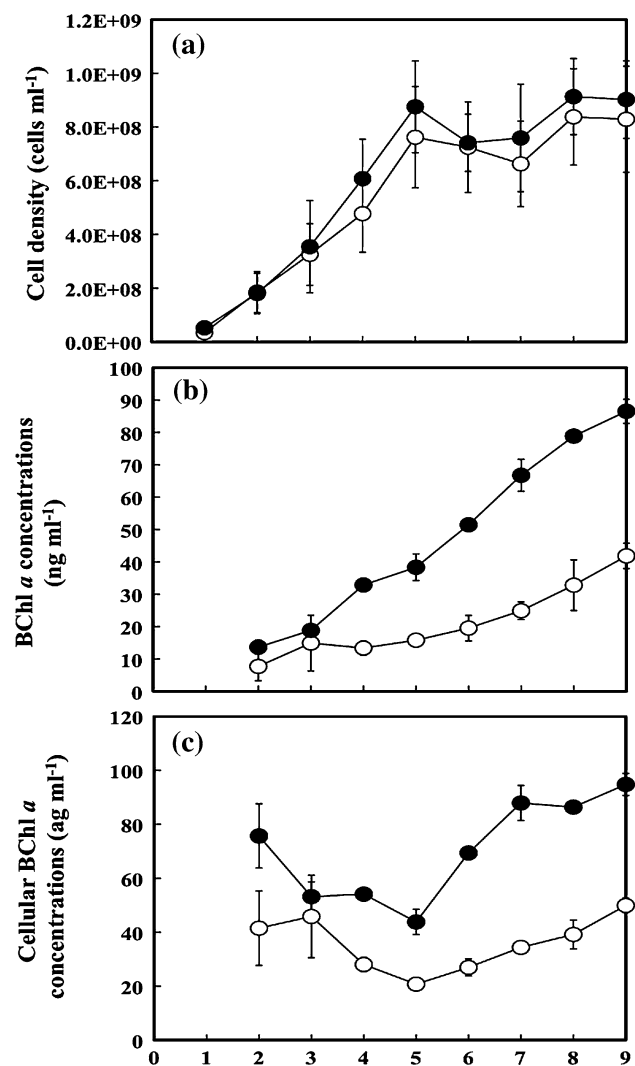 (a)
1.2E+09
1.0E+09
8.0E+08
6.0E+08
4.0E+08
2.0E+08
0.0E+00
Cell density (cells ml-1)
(b)
100
90
80
70
60
50
40
30
20
10
0
BChl a concentrations
(ng ml-1)
(c)
120
100
80
60
40
20
0
Cellular BChl a
concentrations (ag ml-1)
0 1 2 3 4 5 6 7 8 9